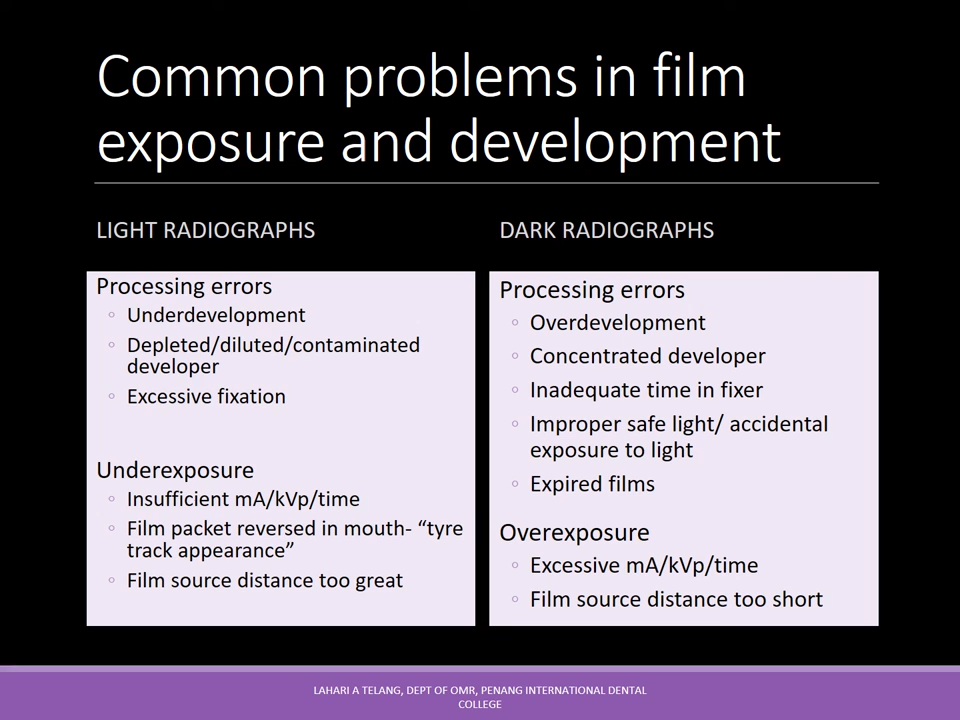 Common problems in film
exposure and development
LIGHT RADIOGRAPHS
Processing errors
◦ Underdevelopment
◦ Depleted/diluted/contaminated
developer
◦ Excessive fixation
Underexposure
◦ Insufficient mA/kVp/time
◦ Film packet reversed in mouth- “tyre
track appearance”
◦ Film source distance too great
DARK RADIOGRAPHS
Processing errors
◦ Overdevelopment
◦ Concentrated developer
◦ Inadequate time in fixer
◦ Improper safe light/ accidental
exposure to light
◦ Expired films
Overexposure
◦ Excessive mA/kVp/time
◦ Film source distance too short
LAHARI A TELANG, DEPT OF OMR, PENANG INTERNATIONAL DENTAL
COLLEGE